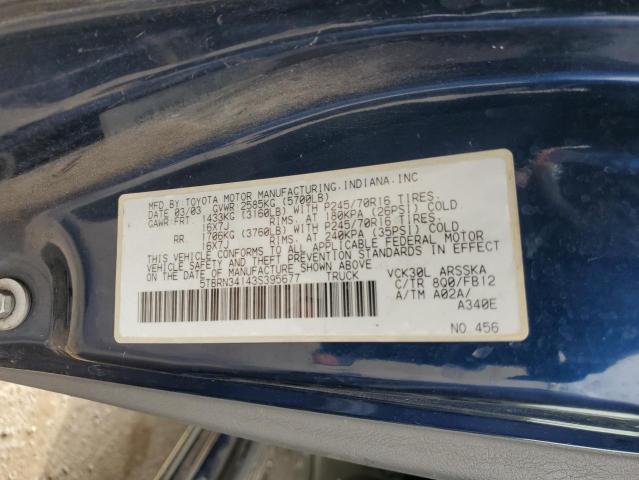 MFD.BY:TOYOTA MOTOR MANUFACTURING,INDIANA.INC
DATE 03/03 GVWR 2585KG (5700LB)
GAWR:FRT 1433KG (3160LB) WITH P245/70R16 TIRES.
16X7J RIMS. AT 180KPA (26PSI) COLD
RR. 1706KG (3760LB) WITH P245/70R16 TIRES.
16X7J RIMS. AT 240KPA (35PSI) COLD
THIS VEHICLE CONFORMS TO ALL APPLICABLE FEDERAL MOTOR
VEHICLE SAFETY AND THEFT PREVENTION STANDARDS IN EFFECT
ON THE DATE OF MANUFACTURE SHOWN ABOVE.
5TBRN34143S395677 TRUCK
VCK30L ARSSKA
C/TR 8Q0/FB12
A/TM A02A/
A340E
NO.456